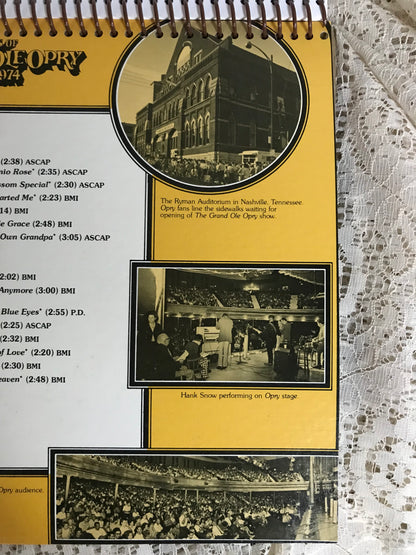 OF
OLE OPRY
1974
(2:38) ASCAP
nio Rose" (2:35) ASCAP
ssom Special" (2:30) ASCAP
arted Me" (2:23) BMI
14) BMI
le Grace (2:48) BMI
Own Grandpa" (3:05) ASCAP
The Ryman Auditorium in Nashville, Tennessee.
Opry fans line the sidewalks waiting for
opening of The Grand Ole Opry show.
2:02) BMI
Anymore (3:00) BMI
Blue Eyes" (2:55) P.D.
(2:25) ASCAP
(2:32) BMI
of Love" (2:20) BMI
(2:30) BMI
eaven" (2:48) BMI
Hank Snow performing on Opry stage.
Opry audience.